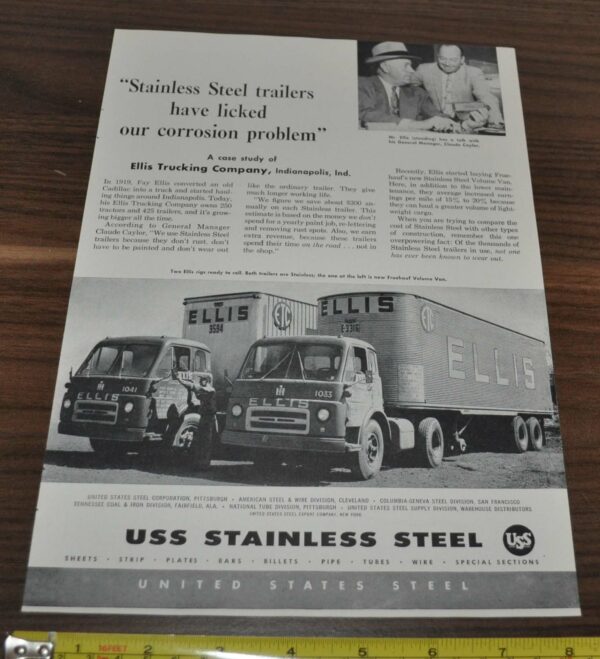 "Stainless Steel trailers
have licked
our corrosion problem"
A case study of
Ellis Trucking Company, Indianapolis, Ind.
Mr. Ellis (standing) has a talk with
his General Manager, Claude Caylor.
In 1919, Fay Ellis converted an old
Cadillac into a truck and started haul-
ing things around Indianapolis. Today,
his Ellis Trucking Company owns 250
tractors and 425 trailers, and it's grow-
ing bigger all the time.
According to General Manager
Claude Caylor, "We use Stainless Steel
trailers because they don't rust, don't
have to be painted and don't wear out
like the ordinary trailer. They give
much longer working life.
"We figure we save about $300 an-
nually on each Stainless trailer. This
estimate is based on the money we don't
spend for a yearly paint job, re-lettering
and removing rust spots. Also, we earn
extra revenue, because these trailers
spend their time on the road . . . not in
the shop."
Recently, Ellis started buying Frue-
hauf's new Stainless Steel Volume Van.
Here, in addition to the lower main-
tenance, they average increased earn-
ings per mile of 15% to 20% because
they can haul a greater volume of light-
weight cargo.
When you are trying to compare the
cost of Stainless Steel with other types
of construction, remember this one
overpowering fact: Of the thousands of
Stainless Steel trailers in use, not one
has ever been known to wear out.
Two Ellis rigs ready to roll. Both trailers are Stainless; the one at the left is new Fruehauf Volume Van.
ELLIS
3594
ETC
ELLIS
E-3316
ETC
ELLIS
IH
1041
ELLIS
IH
1033
ELLIS
UNITED STATES STEEL CORPORATION, PITTSBURGH · AMERICAN STEEL & WIRE DIVISION, CLEVELAND · COLUMBIA-GENEVA STEEL DIVISION, SAN FRANCISCO
TENNESSEE COAL & IRON DIVISION, FAIRFIELD, ALA. · NATIONAL TUBE DIVISION, PITTSBURGH · UNITED STATES STEEL SUPPLY DIVISION, WAREHOUSE DISTRIBUTORS
UNITED STATES STEEL EXPORT COMPANY, NEW YORK
USS STAINLESS STEEL
USS
SHEETS · STRIP · PLATES · BARS · BILLETS · PIPE · TUBES · WIRE · SPECIAL SECTIONS
UNITED STATES STEEL
1 16FEET 2 3 4 5 6 7 8